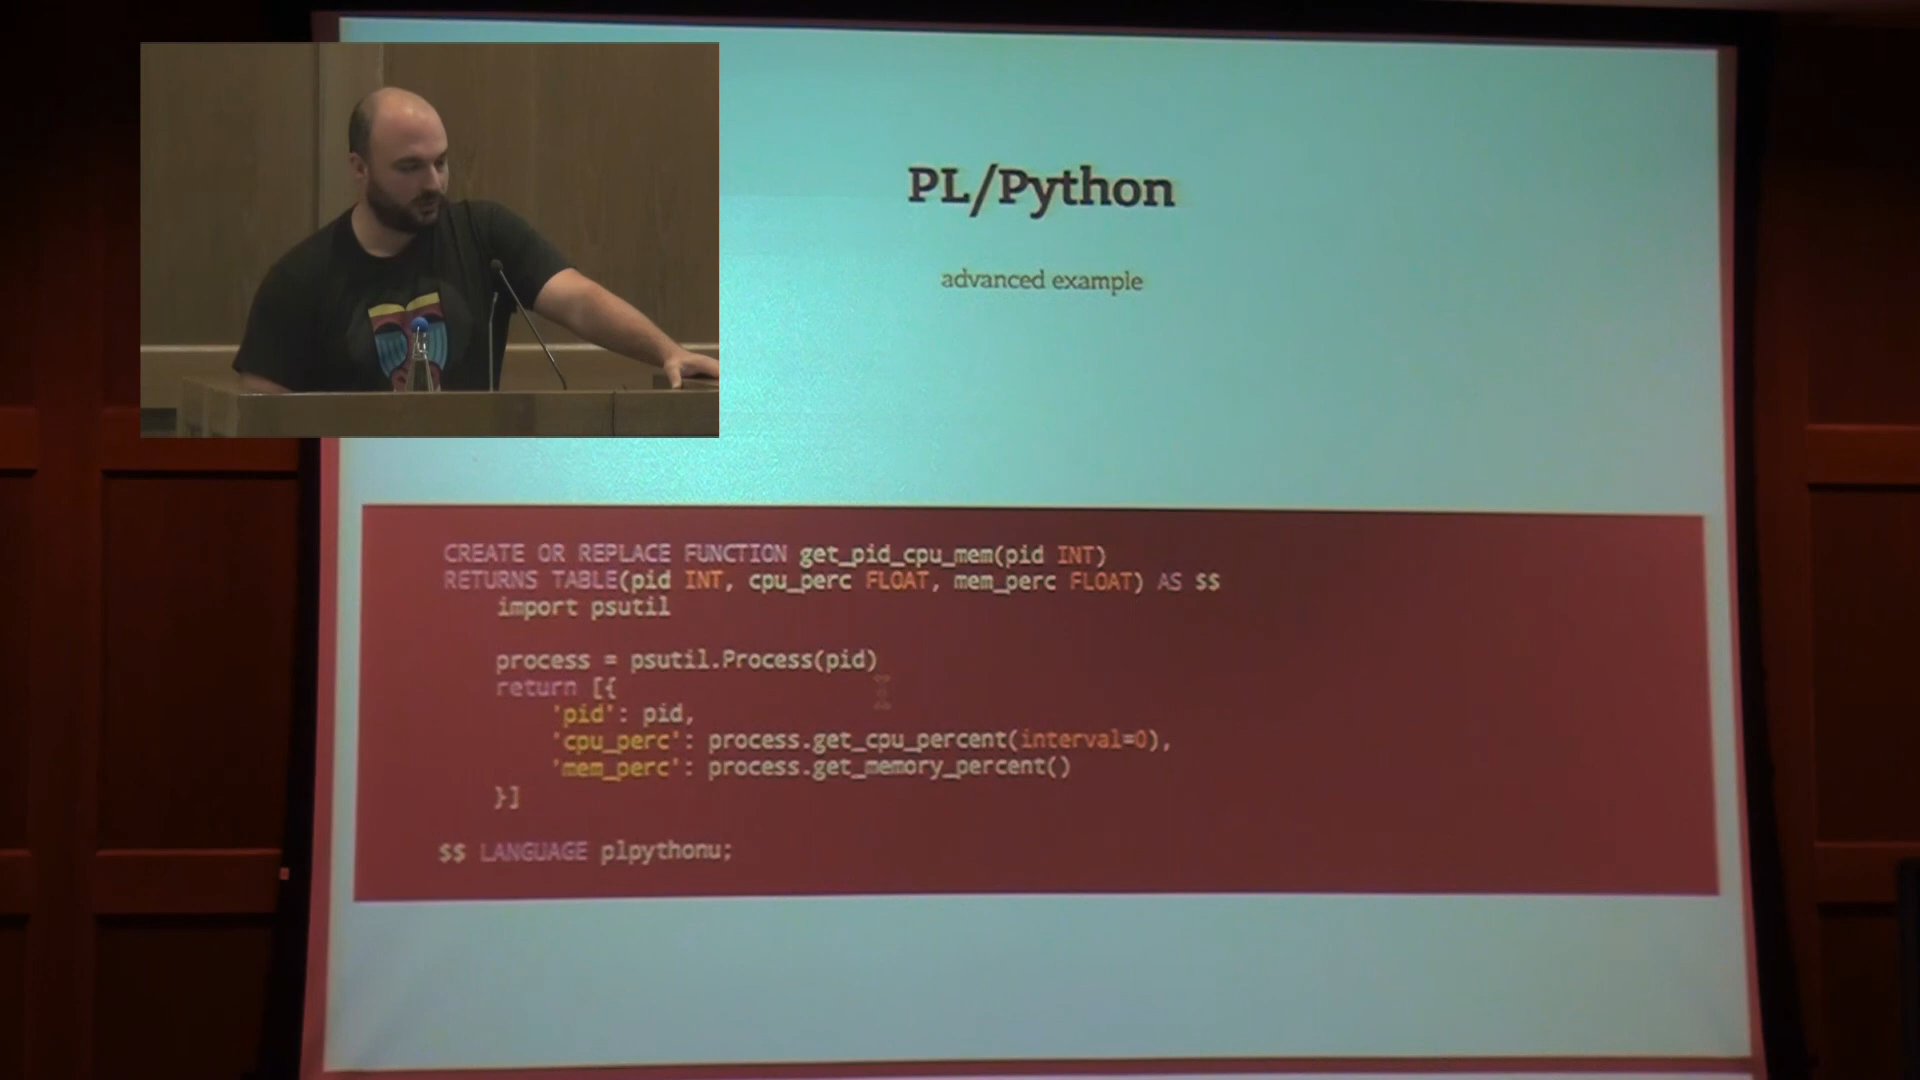 PL/Python
advanced example
CREATE OR REPLACE FUNCTION get_pid_cpu_mem(pid INT)
RETURNS TABLE(pid INT, cpu_perc FLOAT, mem_perc FLOAT) AS $$
import psutil
process = psutil.Process(pid)
return [{
'pid': pid,
'cpu_perc': process.get_cpu_percent(interval=0),
'mem_perc': process.get_memory_percent()
}]
$$ LANGUAGE plpythonu;